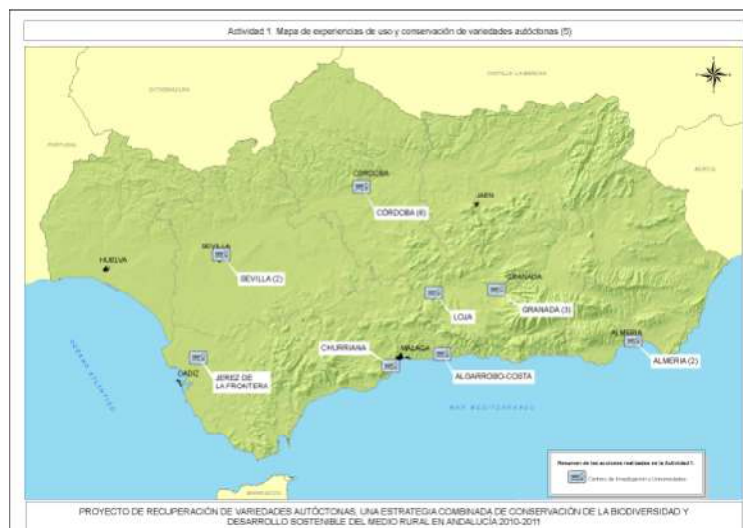 Actividad 1. Mapa de experiencias de uso y conservación de variedades autóctonas (5)
EXTREMADURA
CASTILLA-LA MANCHA
PORTUGAL
MURCIA
CÓRDOBA
CÓRDOBA (6)
JAÉN
SEVILLA
SEVILLA (2)
HUELVA
GRANADA
GRANADA (3)
LOJA
CHURRIANA
MÁLAGA
ALGARROBO-COSTA
ALMERÍA
ALMERÍA (2)
CÁDIZ
JEREZ DE
LA FRONTERA
OCÉANO ATLÁNTICO
MAR MEDITERRÁNEO
MARRUECOS
Resumen de las acciones realizadas en la Actividad 1.
Centros de Investigación y Universidades
PROYECTO DE RECUPERACIÓN DE VARIEDADES AUTÓCTONAS, UNA ESTRATEGIA COMBINADA DE CONSERVACIÓN DE LA BIODIVERSIDAD Y
DESARROLLO SOSTENIBLE DEL MEDIO RURAL EN ANDALUCÍA 2010-2011